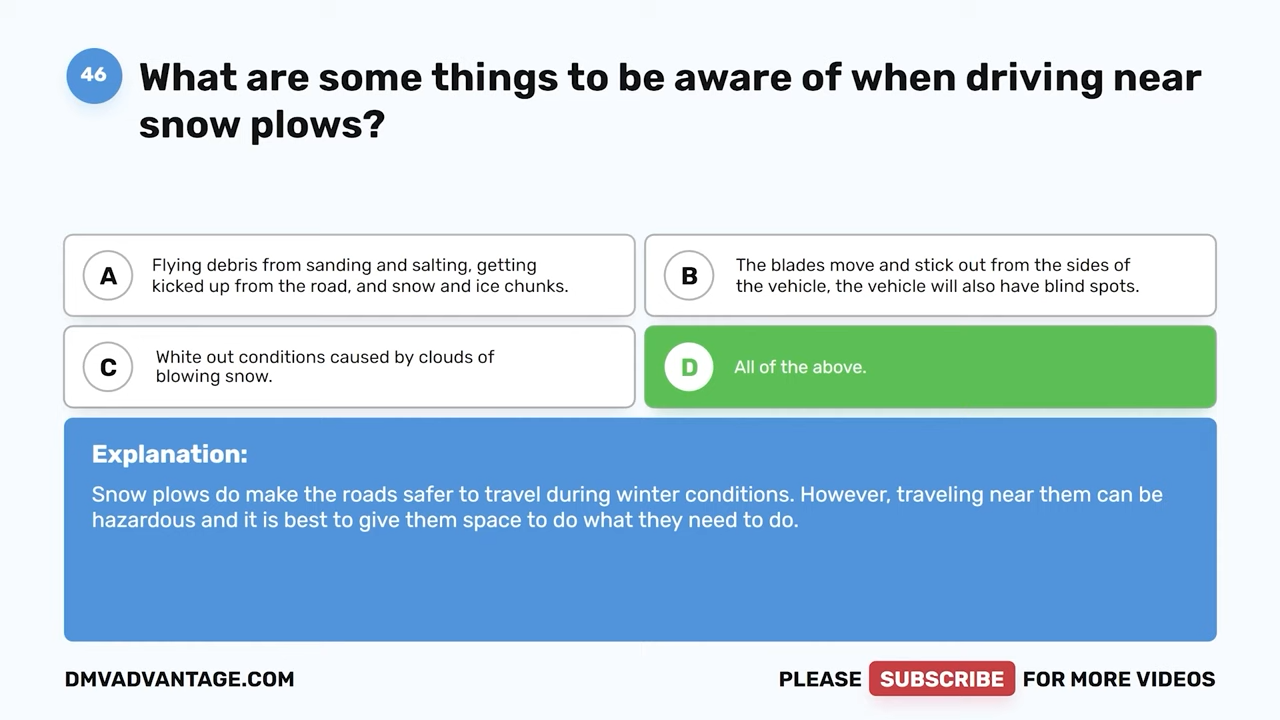 46
What are some things to be aware of when driving near
snow plows?
A
Flying debris from sanding and salting, getting
kicked up from the road, and snow and ice chunks.
B
The blades move and stick out from the sides of
the vehicle, the vehicle will also have blind spots.
C
White out conditions caused by clouds of
blowing snow.
D
All of the above.
Explanation:
Snow plows do make the roads safer to travel during winter conditions. However, traveling near them can be
hazardous and it is best to give them space to do what they need to do.
DMVADVANTAGE.COM
PLEASE SUBSCRIBE FOR MORE VIDEOS